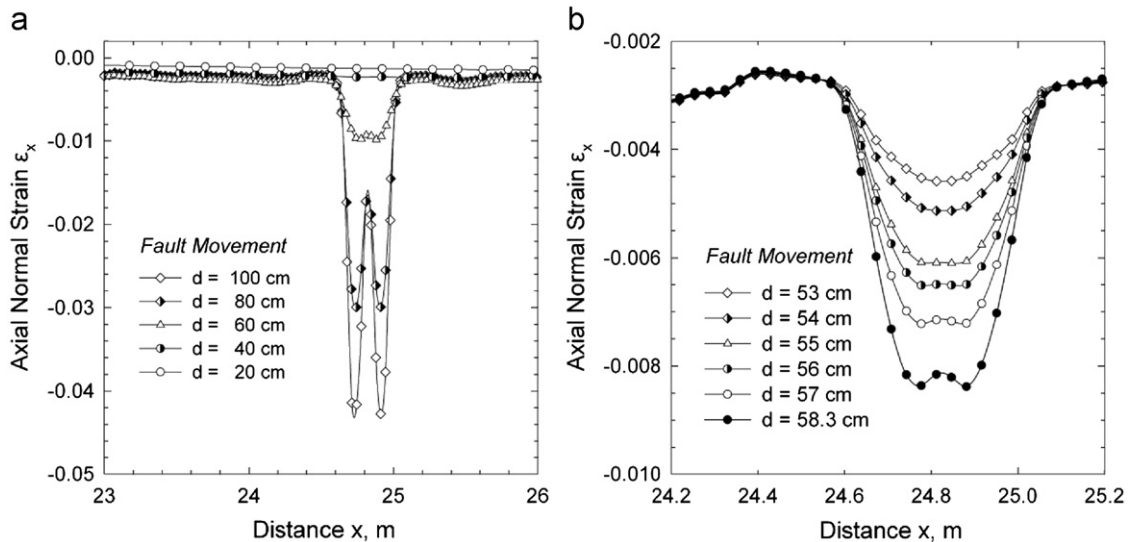 a
Axial Normal Strain εx
0.00
-0.01
-0.02
-0.03
-0.04
-0.05
Fault Movement
d = 100 cm
d = 80 cm
d = 60 cm
d = 40 cm
d = 20 cm
23 24 25 26
Distance x, m
b
Axial Normal Strain εx
-0.002
-0.004
-0.006
-0.008
-0.010
Fault Movement
d = 53 cm
d = 54 cm
d = 55 cm
d = 56 cm
d = 57 cm
d = 58.3 cm
24.2 24.4 24.6 24.8 25.0 25.2
Distance x, m